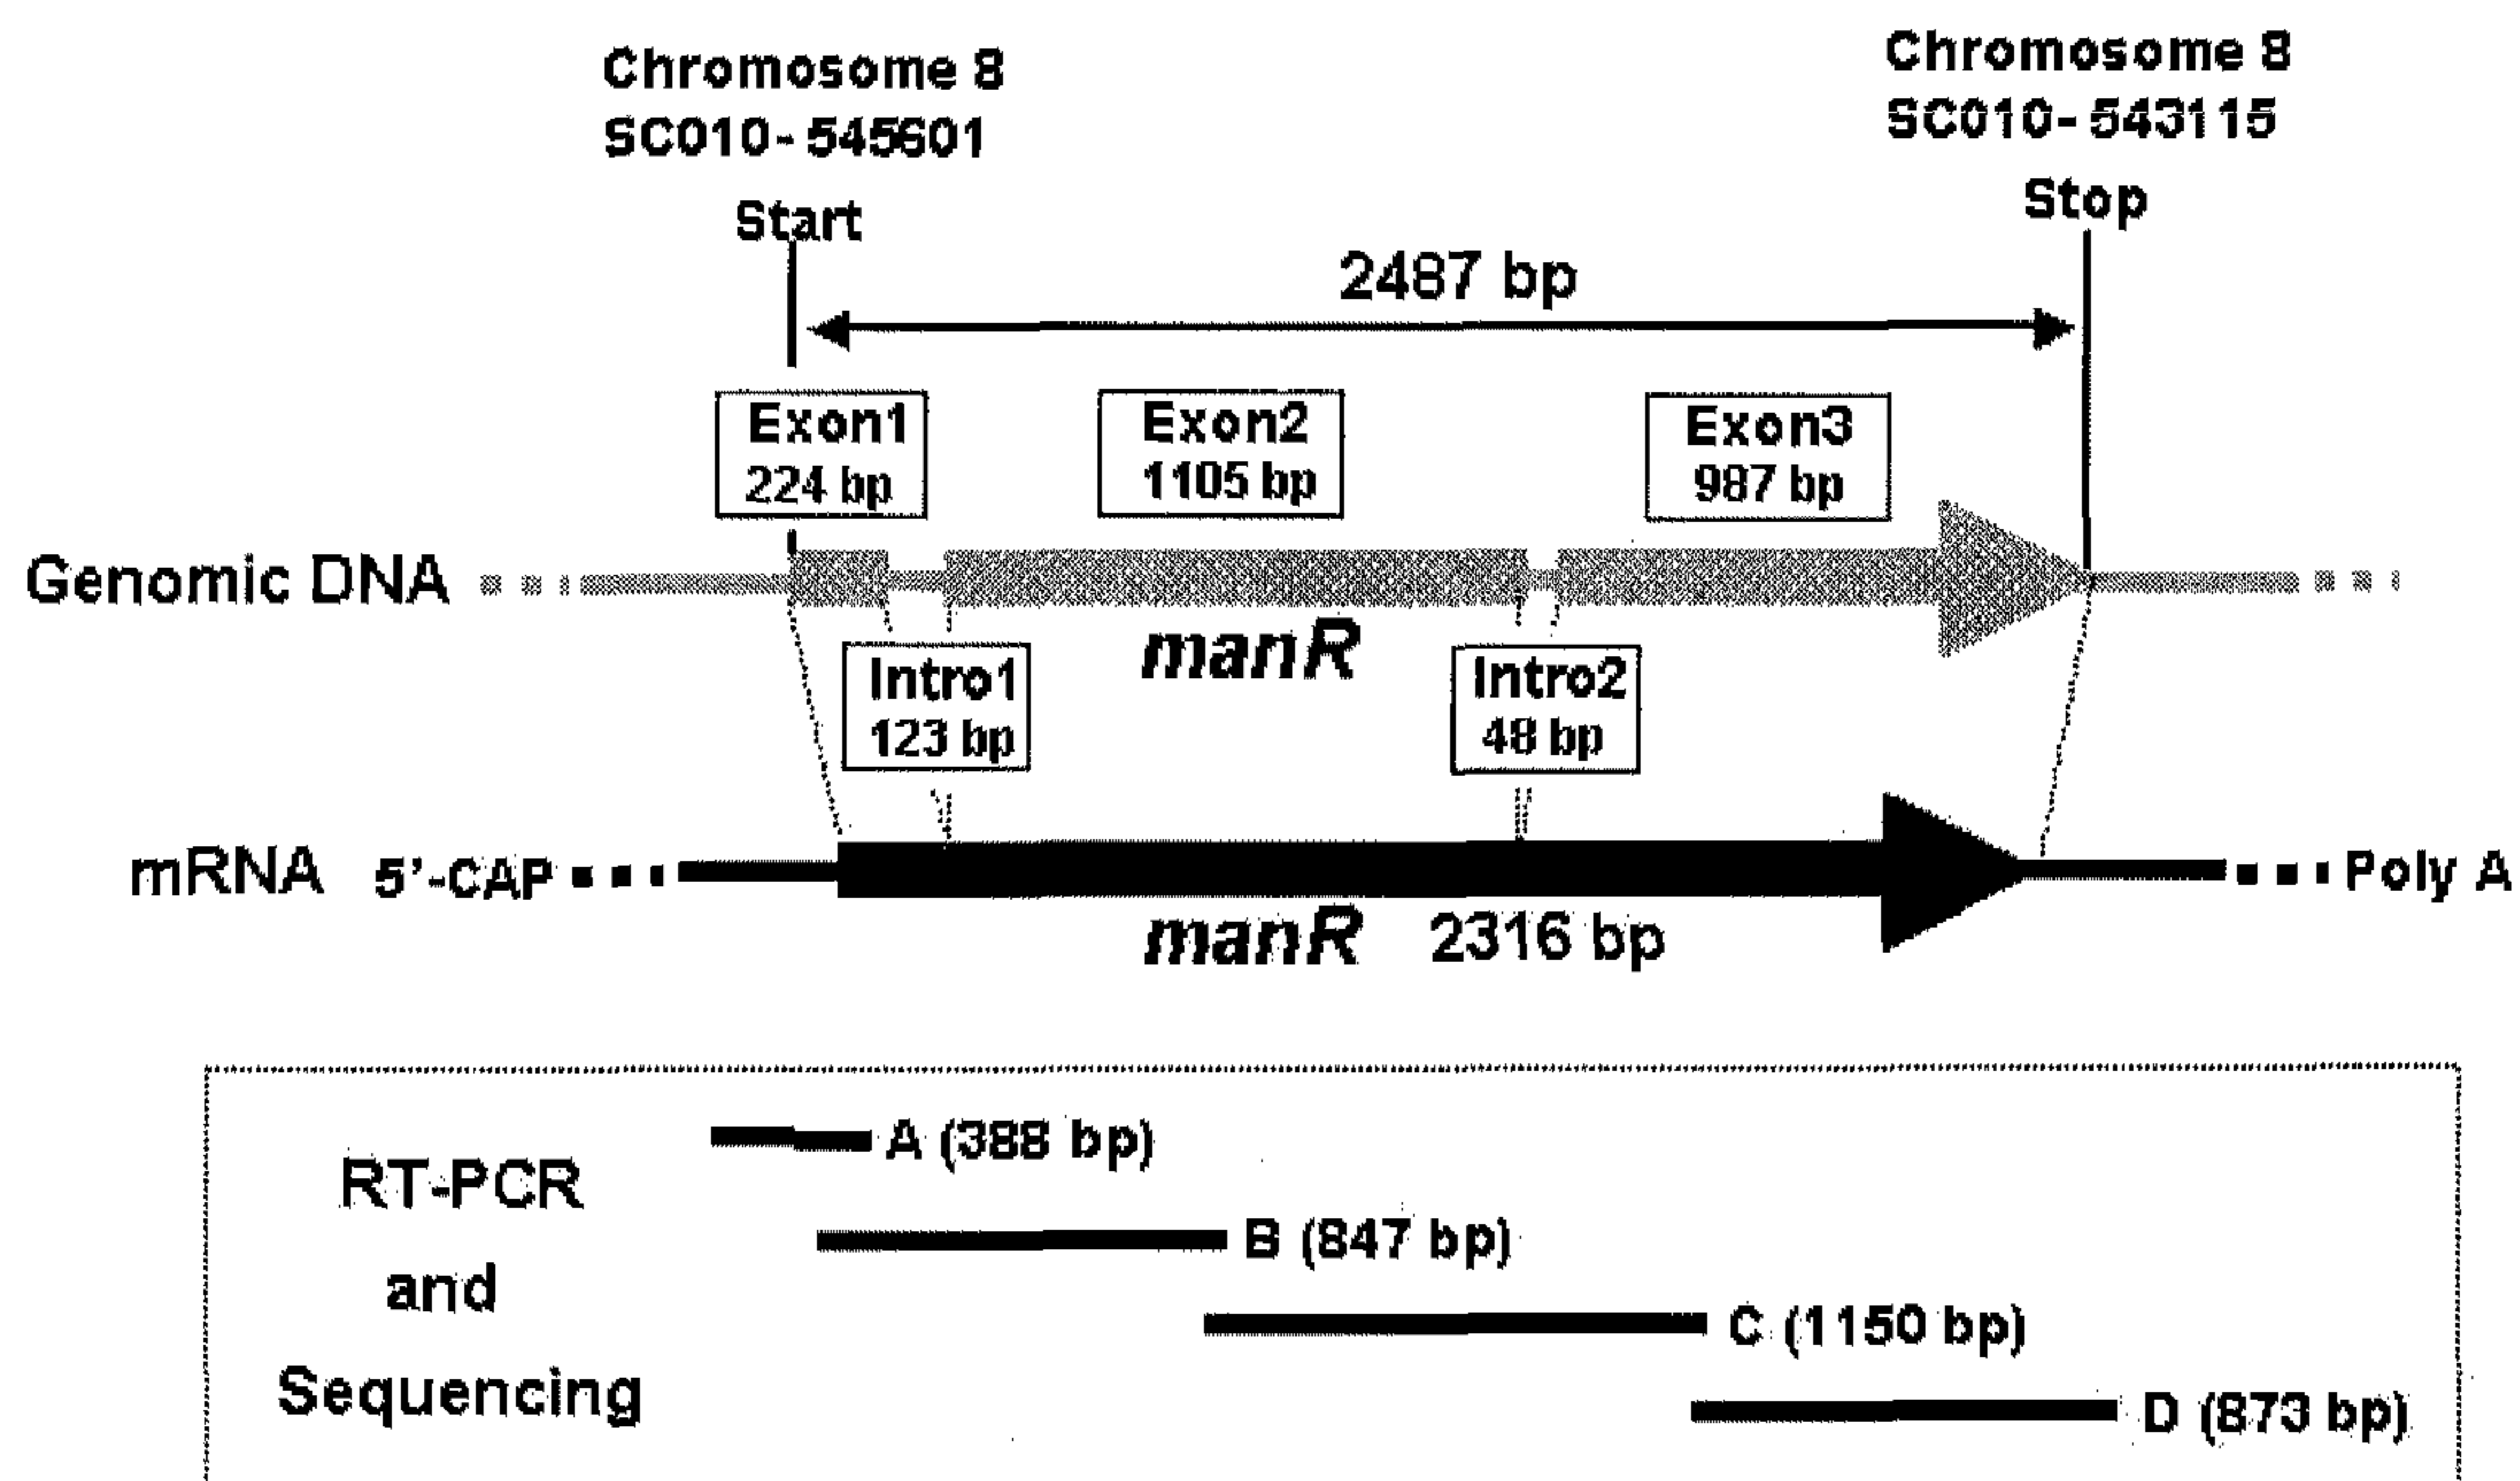 Chromosome 8
SC010-545601
Start
Chromosome 8
SC010-543115
Stop
2487 bp
Exon1
224 bp
Exon2
1105 bp
Exon3
987 bp
Genomic DNA
manR
Intro1
123 bp
Intro2
48 bp
mRNA 5'-CAP Poly A
manR 2316 bp
RT-PCR
and
Sequencing
A (388 bp)
B (847 bp)
C (1150 bp)
D (873 bp)